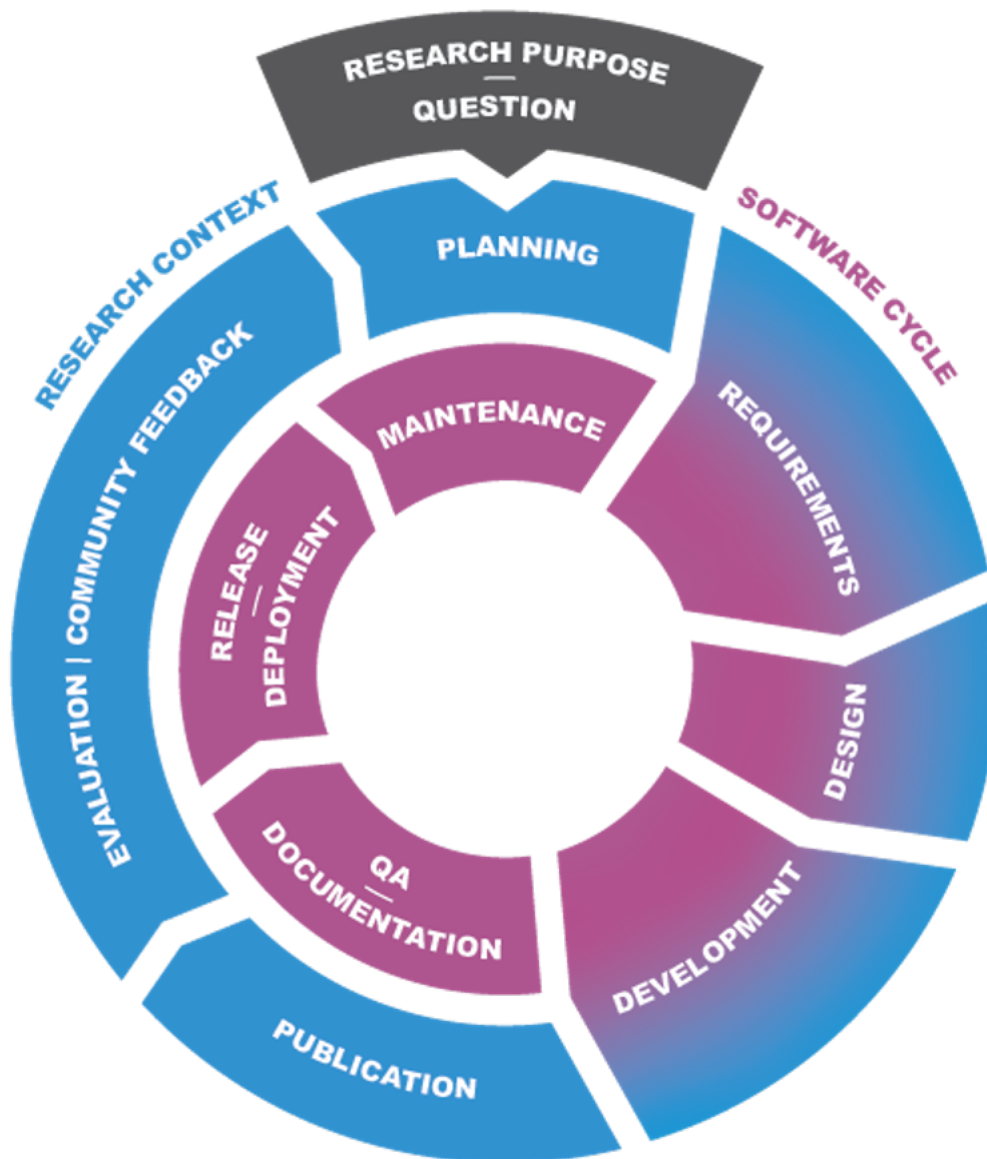 RESEARCH PURPOSE
QUESTION
RESEARCH CONTEXT
SOFTWARE CYCLE
PLANNING
MAINTENANCE
REQUIREMENTS
DESIGN
DEVELOPMENT
QA
DOCUMENTATION
PUBLICATION
RELEASE
DEPLOYMENT
EVALUATION | COMMUNITY FEEDBACK